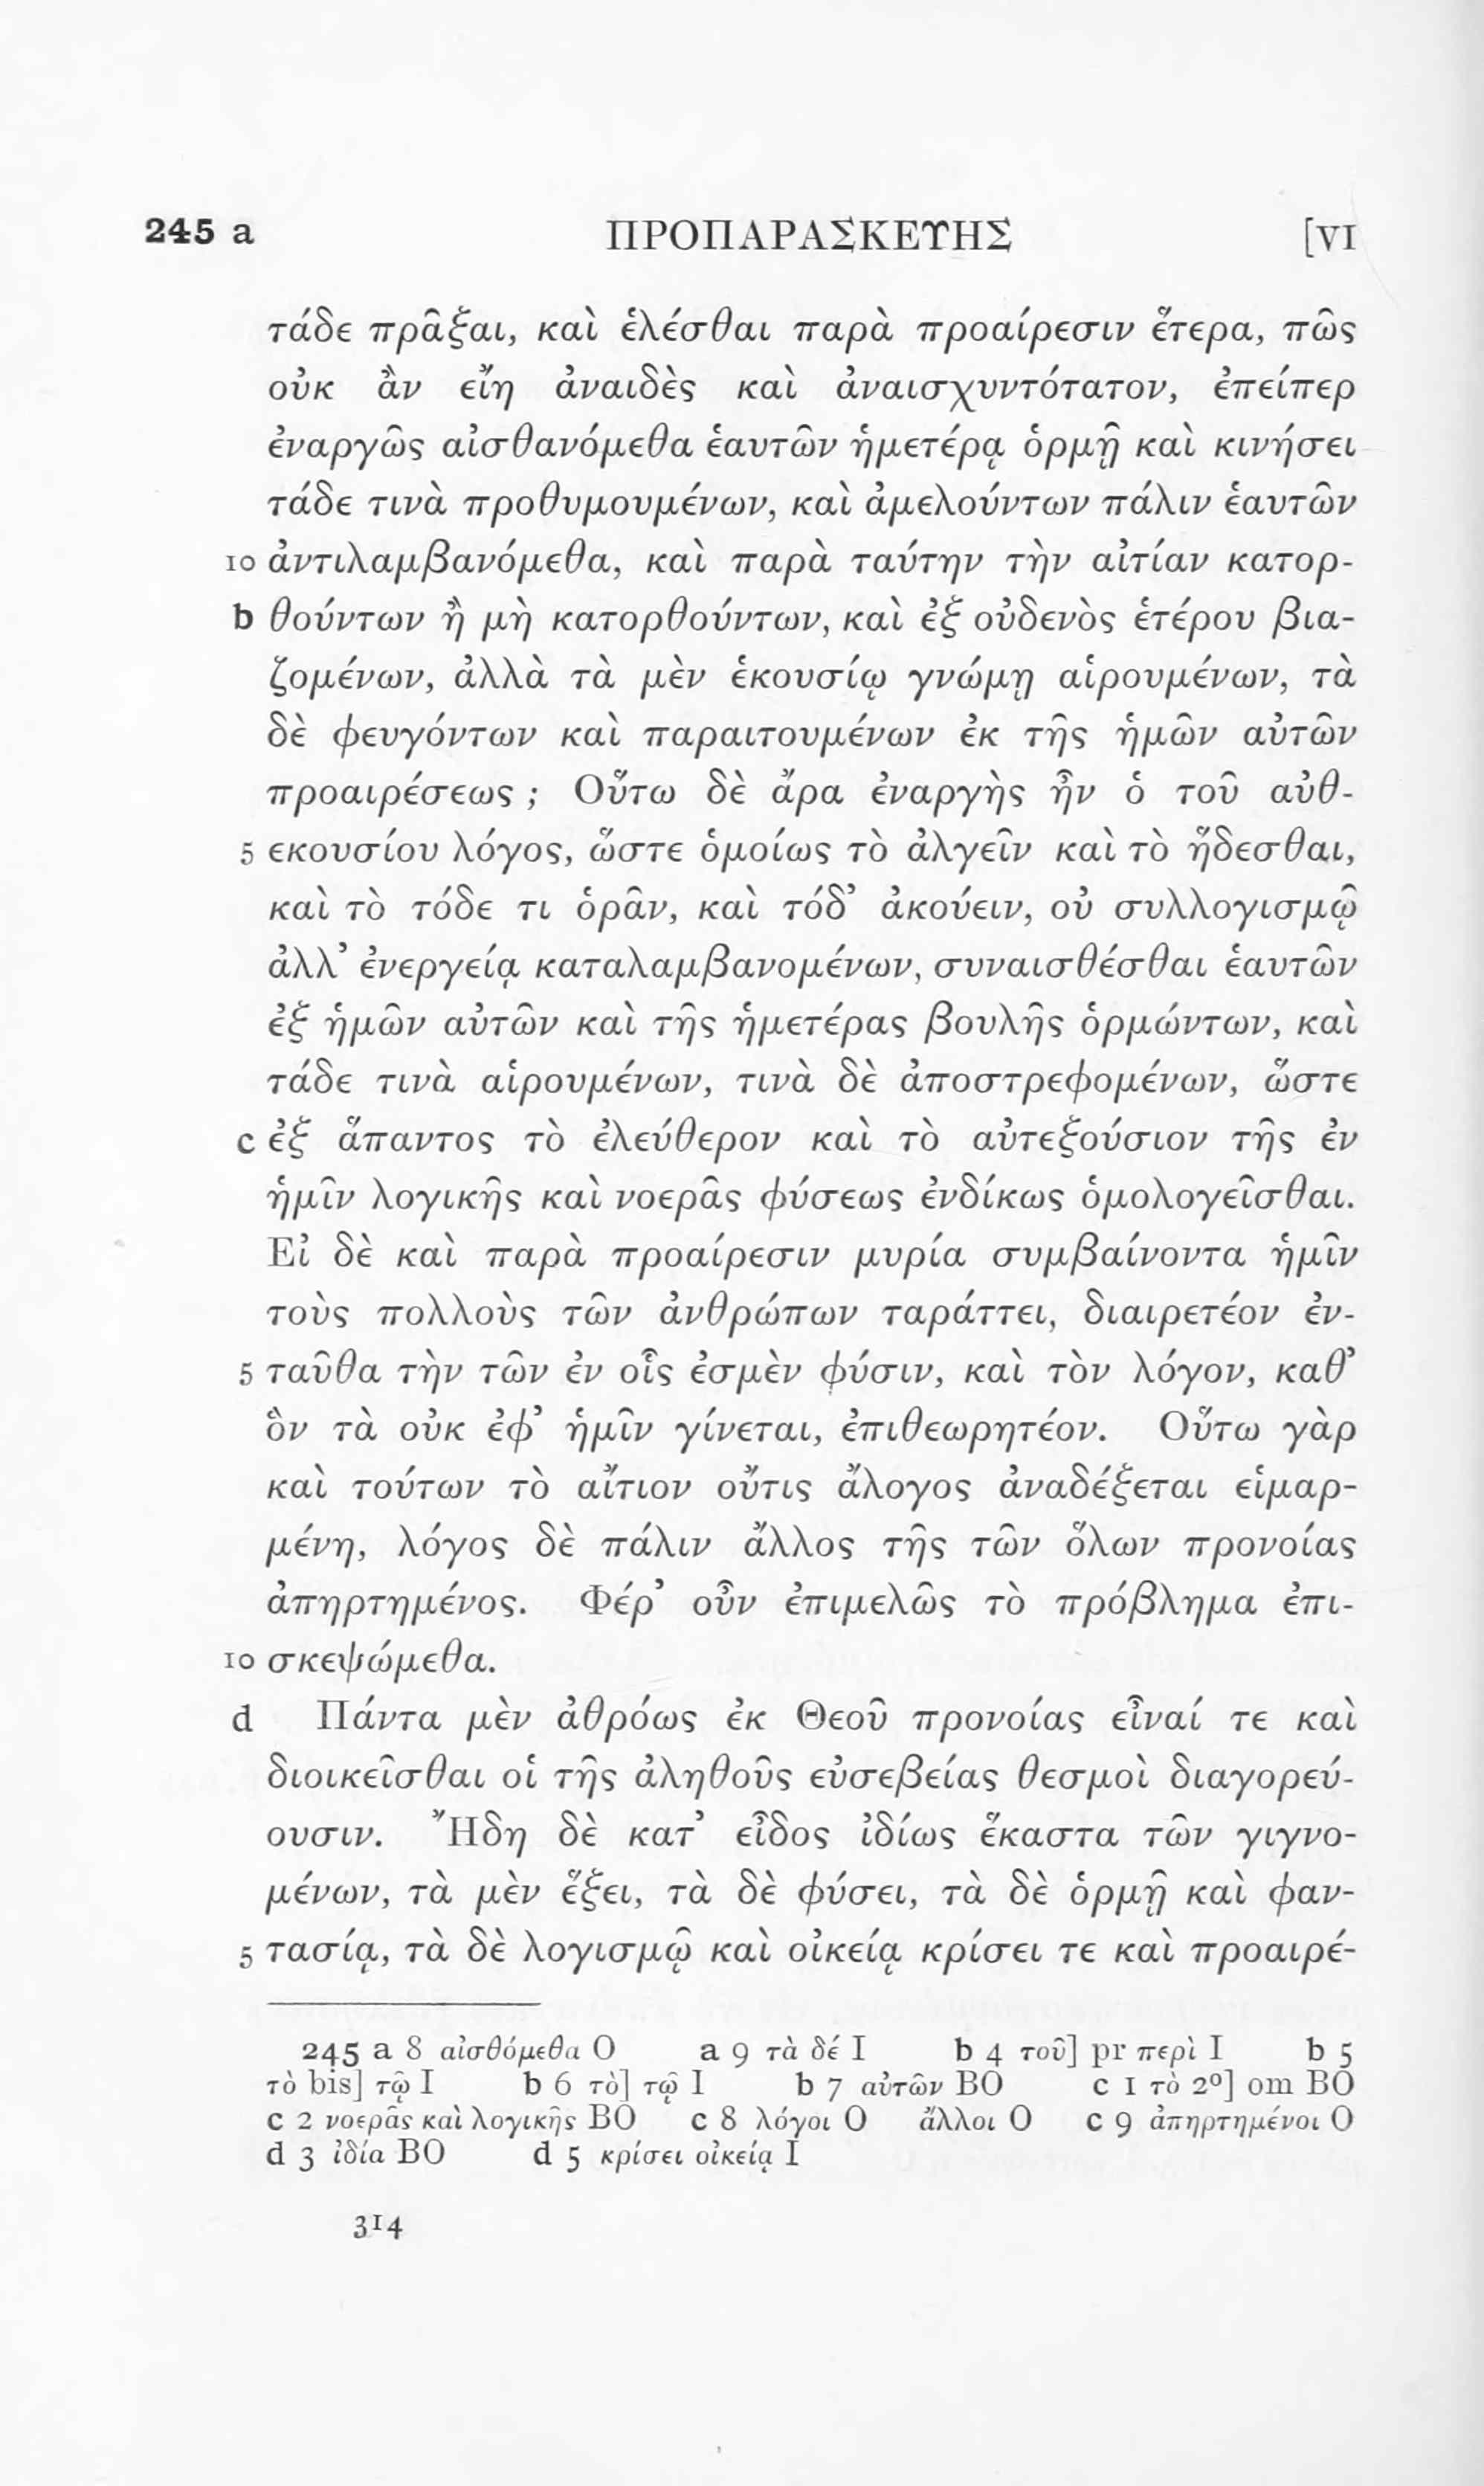 245 a ΠΡΟΠΑΡΑΣΚΕΥΗΣ [VI
τάδε πρᾶξαι, καὶ ἑλέσθαι παρὰ προαίρεσιν ἕτερα, πῶς
οὐκ ἂν εἴη ἀναιδὲς καὶ ἀναισχυντότατον, ἐπείπερ
ἐναργῶς αἰσθανόμεθα ἑαυτῶν ἡμετέρᾳ ὁρμῇ καὶ κινήσει
τάδε τινὰ προθυμουμένων, καὶ ἀμελούντων πάλιν ἑαυτῶν
10 ἀντιλαμβανόμεθα, καὶ παρὰ ταύτην τὴν αἰτίαν κατορ-
b θούντων ἢ μὴ κατορθούντων, καὶ ἐξ οὐδενὸς ἑτέρου βια-
ζομένων, ἀλλὰ τὰ μὲν ἑκουσίῳ γνώμῃ αἱρουμένων, τὰ
δὲ φευγόντων καὶ παραιτουμένων ἐκ τῆς ἡμῶν αὐτῶν
προαιρέσεως ; Οὕτω δὲ ἄρα ἐναργὴς ἦν ὁ τοῦ αὐθ-
5 εκουσίου λόγος, ὥστε ὁμοίως τὸ ἀλγεῖν καὶ τὸ ἥδεσθαι,
καὶ τὸ τόδε τι ὁρᾶν, καὶ τόδ’ ἀκούειν, οὐ συλλογισμῷ
ἀλλ’ ἐνεργείᾳ καταλαμβανομένων, συναισθέσθαι ἑαυτῶν
ἐξ ἡμῶν αὐτῶν καὶ τῆς ἡμετέρας βουλῆς ὁρμώντων, καὶ
τάδε τινὰ αἱρουμένων, τινὰ δὲ ἀποστρεφομένων, ὥστε
c ἐξ ἅπαντος τὸ ἐλεύθερον καὶ τὸ αὐτεξούσιον τῆς ἐν
ἡμῖν λογικῆς καὶ νοερᾶς φύσεως ἐνδίκως ὁμολογεῖσθαι.
Εἰ δὲ καὶ παρὰ προαίρεσιν μυρία συμβαίνοντα ἡμῖν
τοὺς πολλοὺς τῶν ἀνθρώπων ταράττει, διαιρετέον ἐν-
5 ταῦθα τὴν τῶν ἐν οἷς ἐσμὲν φύσιν, καὶ τὸν λόγον, καθ’
ὃν τὰ οὐκ ἐφ’ ἡμῖν γίνεται, ἐπιθεωρητέον. Οὕτω γὰρ
καὶ τούτων τὸ αἴτιον οὔτις ἄλογος ἀναδέξεται εἱμαρ-
μένη, λόγος δὲ πάλιν ἄλλος τῆς τῶν ὅλων προνοίας
ἀπηρτημένος. Φέρ’ οὖν ἐπιμελῶς τὸ πρόβλημα ἐπι-
10 σκεψώμεθα.
d Πάντα μὲν ἀθρόως ἐκ Θεοῦ προνοίας εἶναί τε καὶ
διοικεῖσθαι οἱ τῆς ἀληθοῦς εὐσεβείας θεσμοὶ διαγορεύ-
ουσιν. Ἤδη δὲ κατ’ εἶδος ἰδίως ἕκαστα τῶν γιγνο-
μένων, τὰ μὲν ἕξει, τὰ δὲ φύσει, τὰ δὲ ὁρμῇ καὶ φαν-
5 τασίᾳ, τὰ δὲ λογισμῷ καὶ οἰκείᾳ κρίσει τε καὶ προαιρέ-
245 a 8 αἰσθόμεθα O a 9 τὰ δέ I b 4 τοῦ] pr περὶ I b 5
τὸ bis] τῷ I b 6 τὸ] τῷ I b 7 αὐτῶν BO c 1 τὸ 2º] om BO
c 2 νοερᾶς καὶ λογικῆς BO c 8 λόγοι O ἄλλοι O c 9 ἀπηρτημένοι O
d 3 ἰδία BO d 5 κρίσει οἰκείᾳ I
314